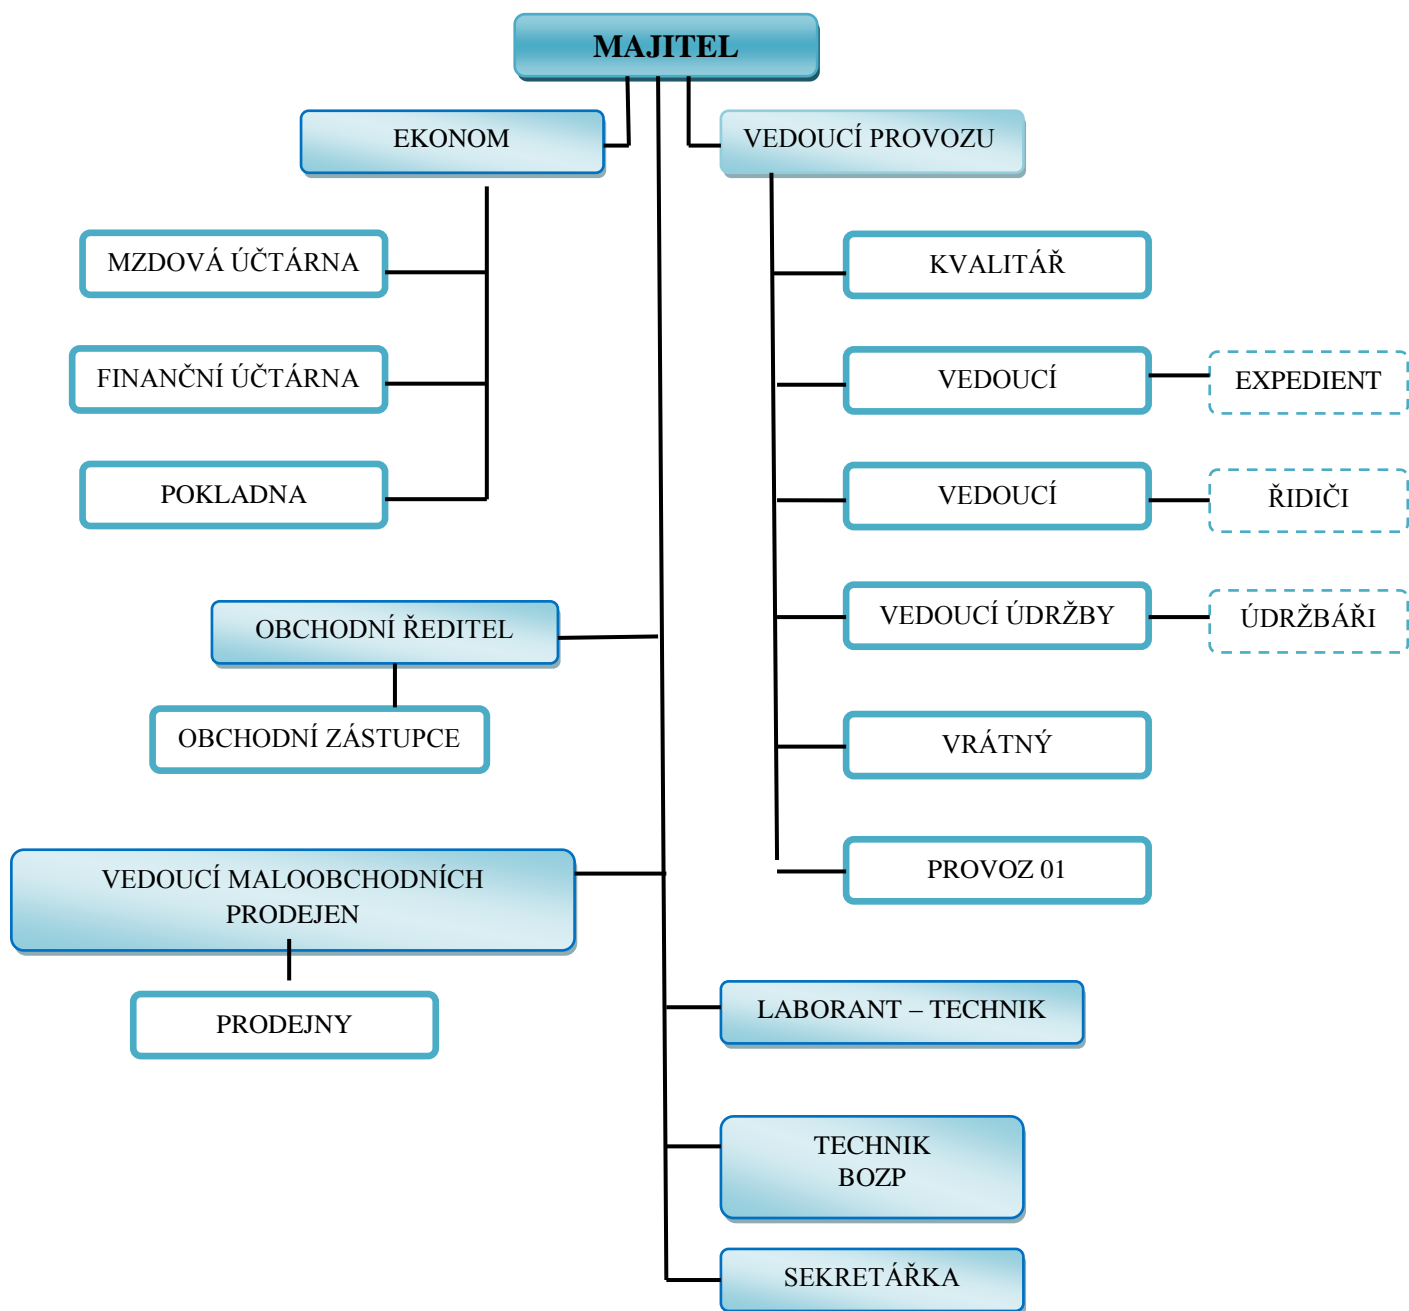 MAJITEL
EKONOM
VEDOUCÍ PROVOZU
MZDOVÁ ÚČTÁRNA
KVALITÁŘ
FINANČNÍ ÚČTÁRNA
VEDOUCÍ
EXPEDIENT
POKLADNA
VEDOUCÍ
ŘIDIČI
OBCHODNÍ ŘEDITEL
VEDOUCÍ ÚDRŽBY
ÚDRŽBÁŘI
OBCHODNÍ ZÁSTUPCE
VRÁTNÝ
VEDOUCÍ MALOOBCHODNÍCH
PRODEJEN
PROVOZ 01
PRODEJNY
LABORANT – TECHNIK
TECHNIK
BOZP
SEKRETÁŘKA